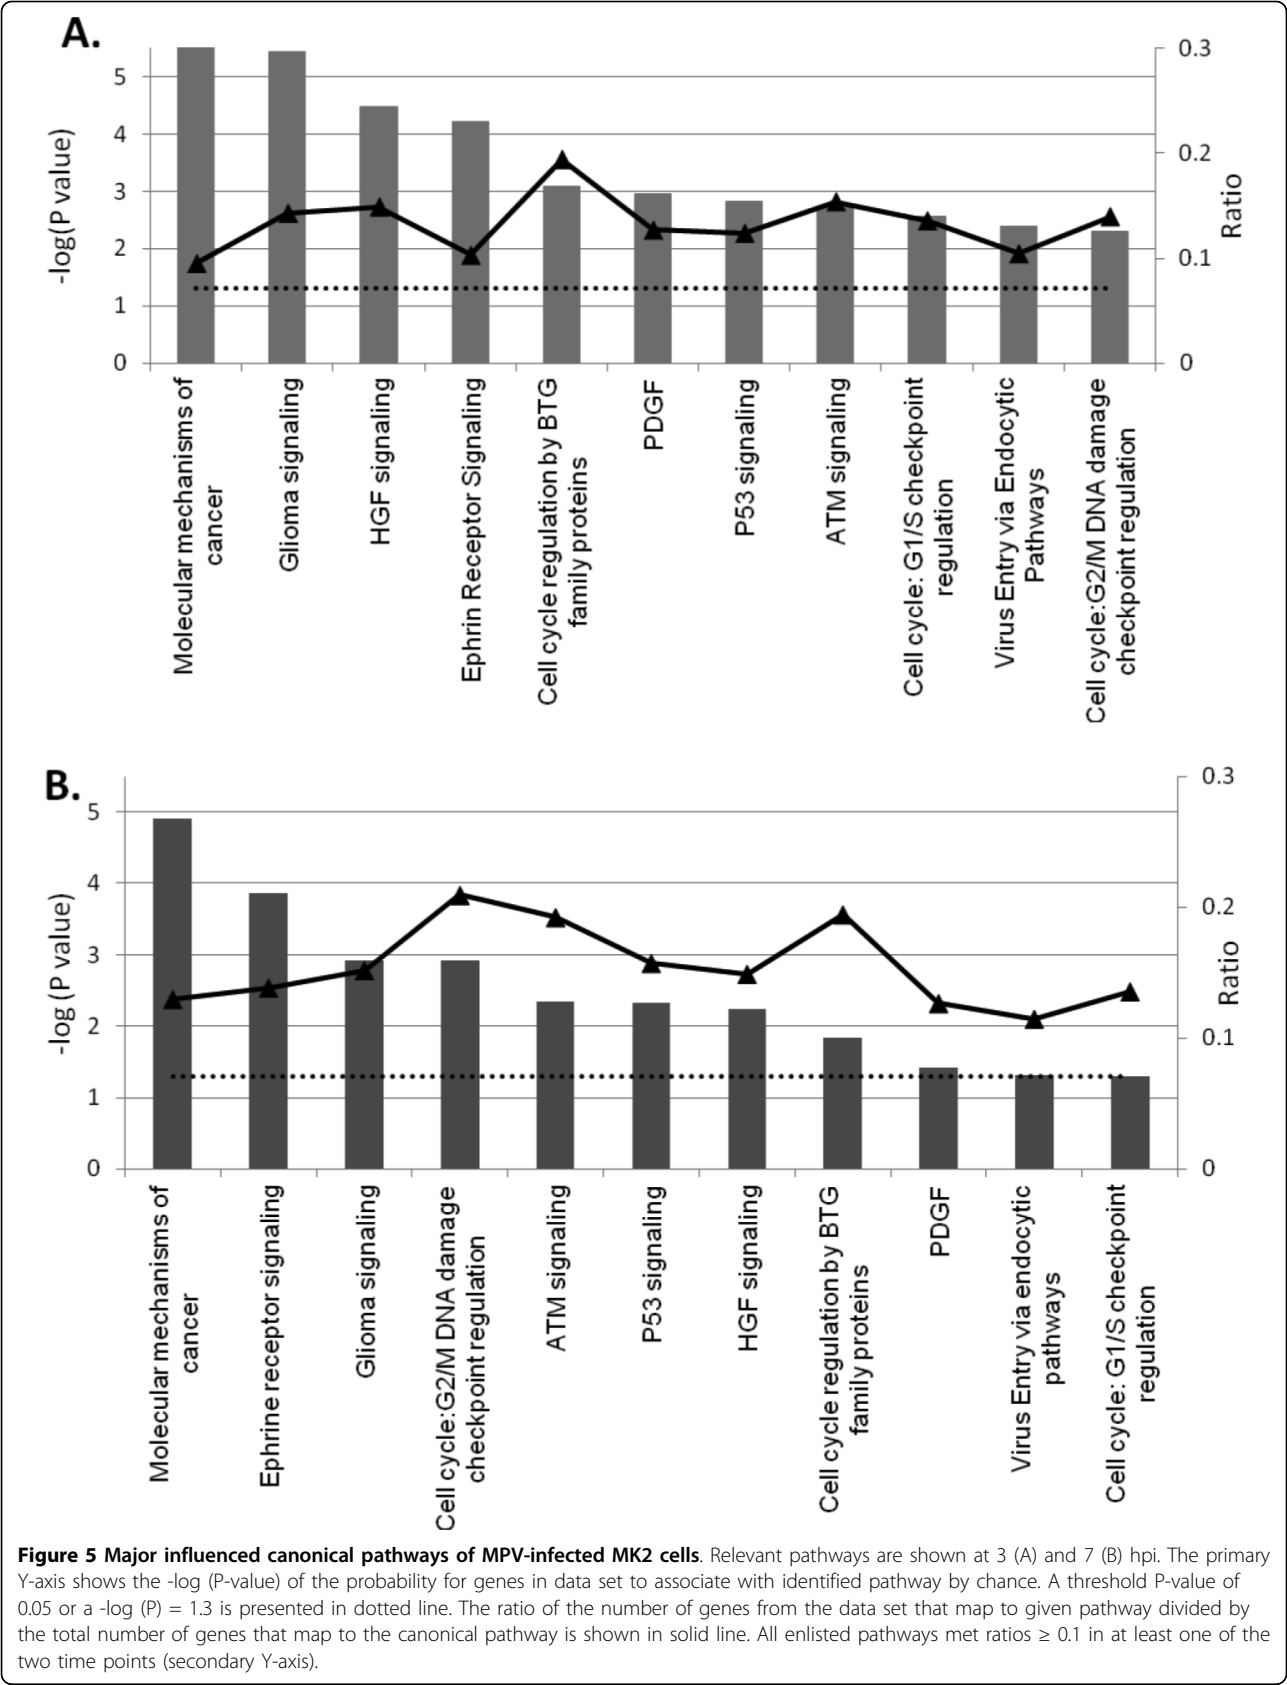 A.
-log(P value)
5
4
3
2
1
0
0.3
0.2
0.1
0
Ratio
Molecular mechanisms of
cancer
Glioma signaling
HGF signaling
Ephrin Receptor Signaling
Cell cycle regulation by BTG
family proteins
PDGF
P53 signaling
ATM signaling
Cell cycle: G1/S checkpoint
regulation
Virus Entry via Endocytic
Pathways
Cell cycle:G2/M DNA damage
checkpoint regulation
B.
-log (P value)
5
4
3
2
1
0
0.3
0.2
0.1
0
Ratio
Molecular mechanisms of
cancer
Ephrine receptor signaling
Glioma signaling
Cell cycle:G2/M DNA damage
checkpoint regulation
ATM signaling
P53 signaling
HGF signaling
Cell cycle regulation by BTG
family proteins
PDGF
Virus Entry via endocytic
pathways
Cell cycle: G1/S checkpoint
regulation
Figure 5 Major influenced canonical pathways of MPV-infected MK2 cells. Relevant pathways are shown at 3 (A) and 7 (B) hpi. The primary
Y-axis shows the -log (P-value) of the probability for genes in data set to associate with identified pathway by chance. A threshold P-value of
0.05 or a -log (P) = 1.3 is presented in dotted line. The ratio of the number of genes from the data set that map to given pathway divided by
the total number of genes that map to the canonical pathway is shown in solid line. All enlisted pathways met ratios ≥ 0.1 in at least one of the
two time points (secondary Y-axis).